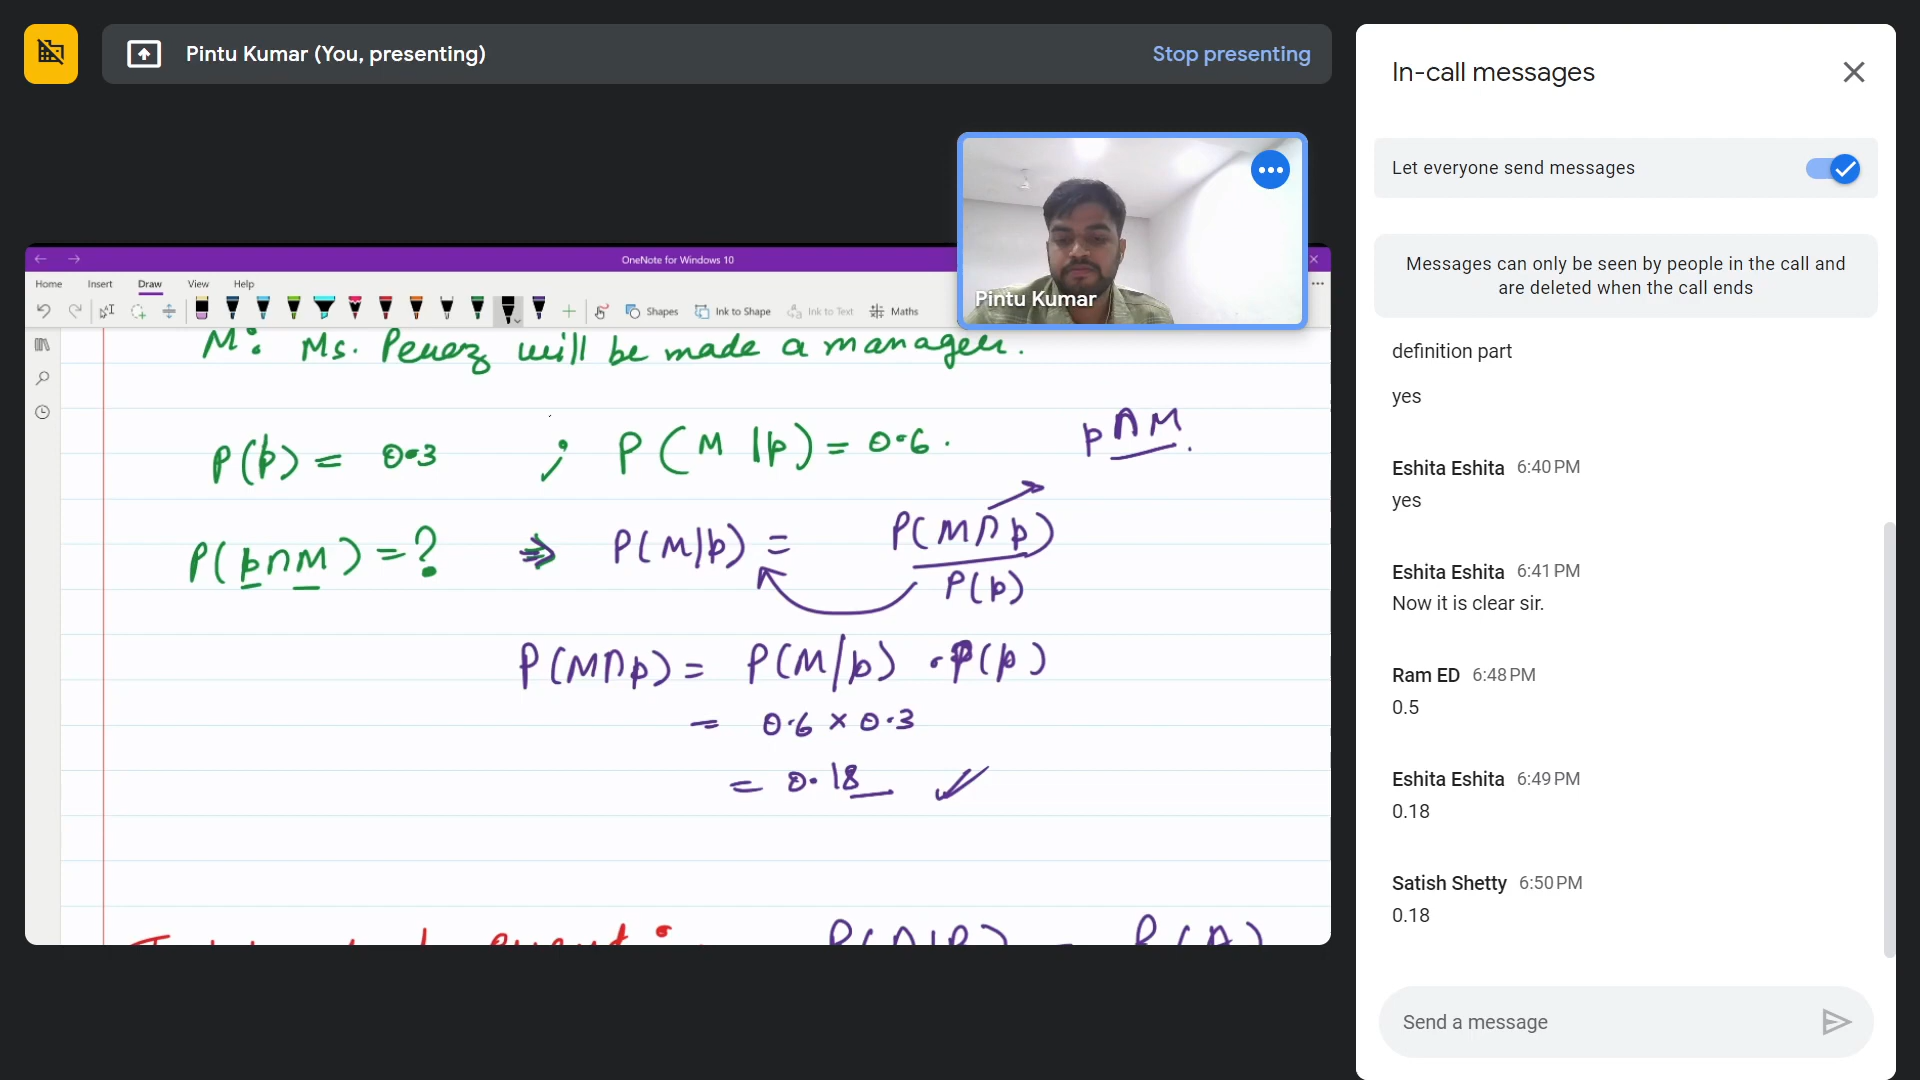 Pintu Kumar (You, presenting)
Stop presenting
In-call messages
Let everyone send messages
Messages can only be seen by people in the call and
are deleted when the call ends
definition part
yes
Eshita Eshita 6:40 PM
yes
Eshita Eshita 6:41 PM
Now it is clear sir.
Ram ED 6:48 PM
0.5
Eshita Eshita 6:49 PM
0.18
Satish Shetty 6:50 PM
0.18
Send a message
Pintu Kumar
OneNote for Windows 10
Home Insert Draw View Help
Shapes Ink to Shape Ink to Text Maths
M: Ms. Perez will be made a manager.
P(p) = 0.3 ; P(M|p) = 0.6. p∩M.
P(p∩M) = ? ⇒ P(M|p) = P(M∩p)
P(p)
P(M∩p) = P(M/p) · P(p)
= 0.6 × 0.3
= 0.18 ✓